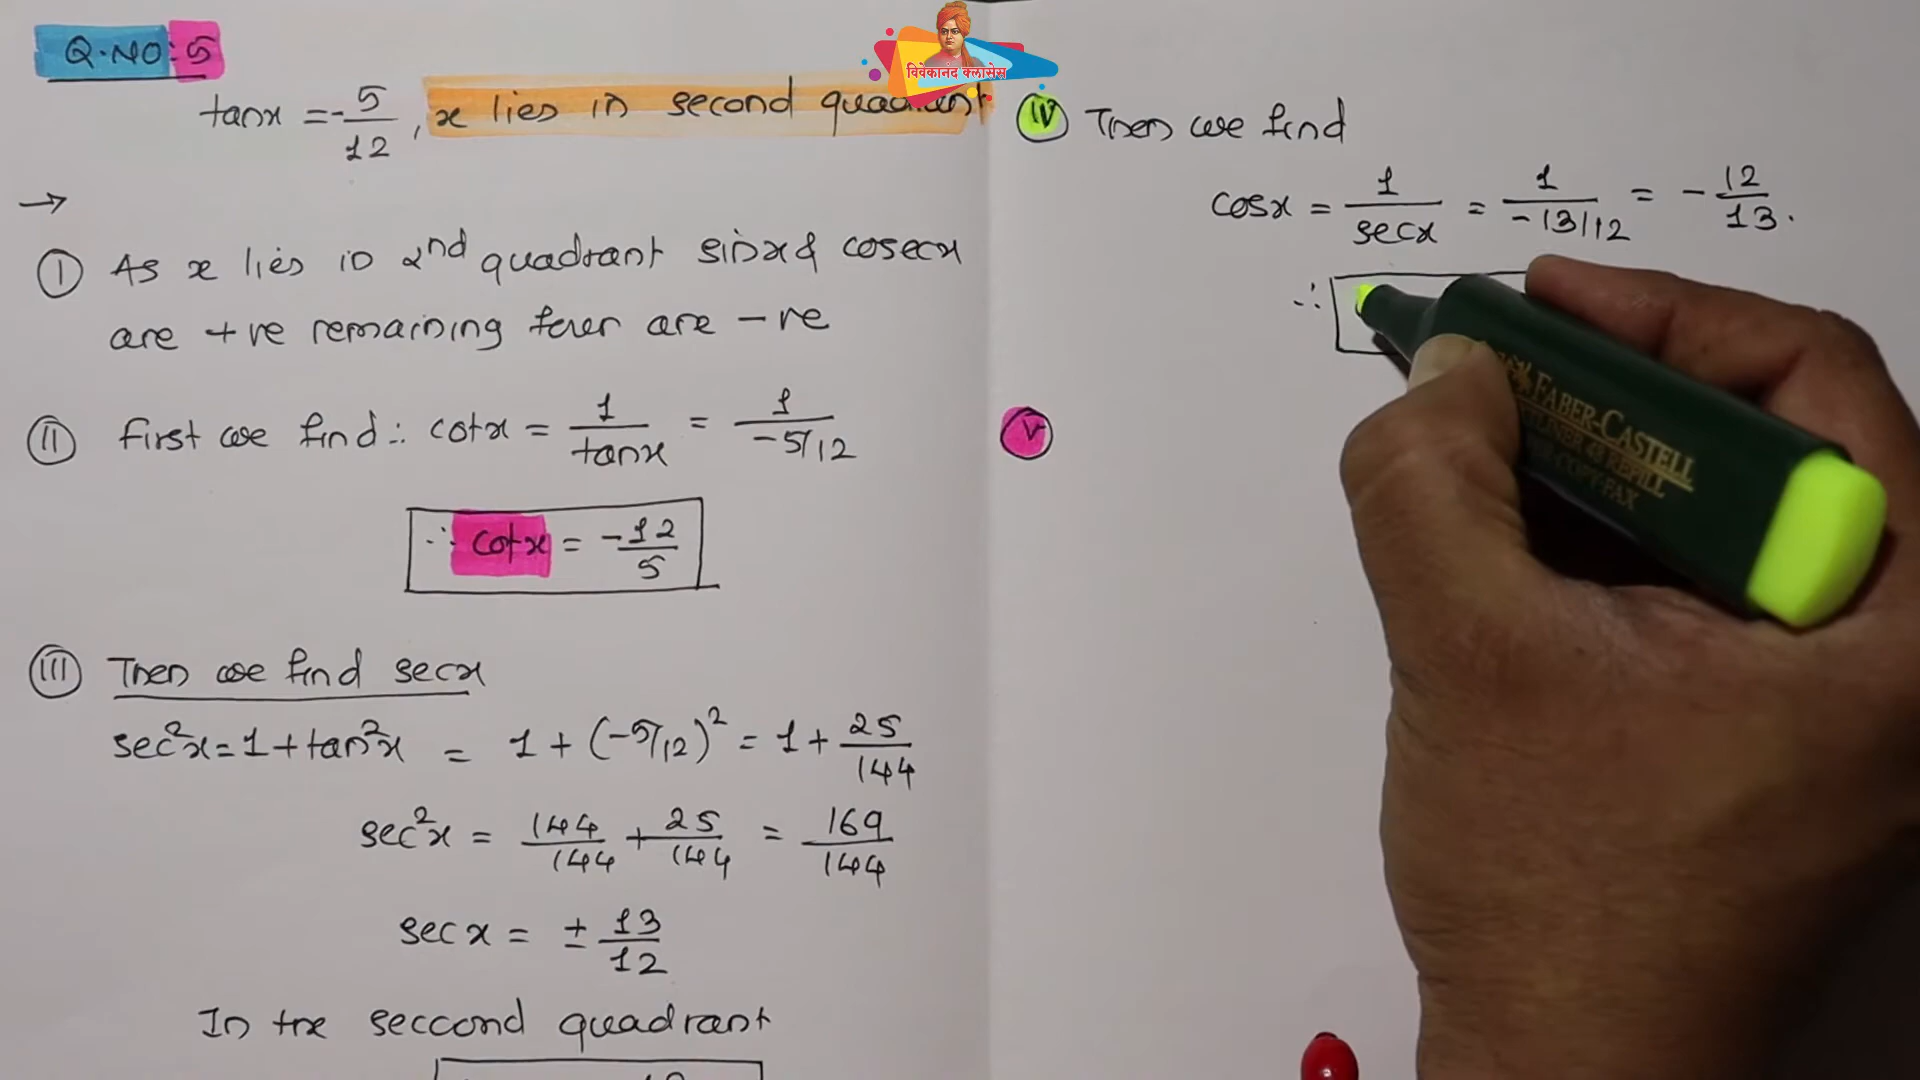 Q.NO:5
tanx = -5/12, x lies in second quadrant
→
① As x lies in 2nd quadrant sinx & cosecx
are +ve remaining four are -ve
Ⅱ First we find ∴ cotx = 1/tanx = 1/-5/12
∴ cotx = -12/5
Ⅲ Then we find secx
sec²x = 1 + tan²x = 1 + (-5/12)² = 1 + 25/144
sec²x = 144/144 + 25/144 = 169/144
secx = ± 13/12
In the seccond quadrant
विवेकानंद क्लासेस
Ⅳ Then we find
cosx = 1/secx = 1/-13/12 = -12/13.
∴
Ⅴ
FABER-CASTELL